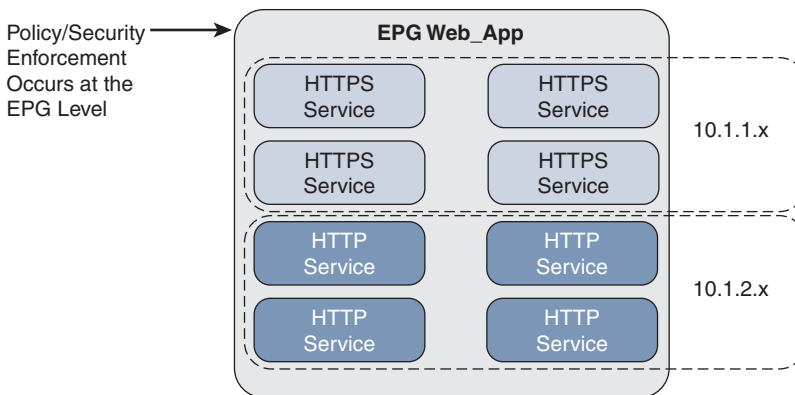 Policy/Security
Enforcement
Occurs at the
EPG Level
EPG Web_App
HTTPS
Service
HTTPS
Service
HTTPS
Service
HTTPS
Service
10.1.1.x
HTTP
Service
HTTP
Service
HTTP
Service
HTTP
Service
10.1.2.x